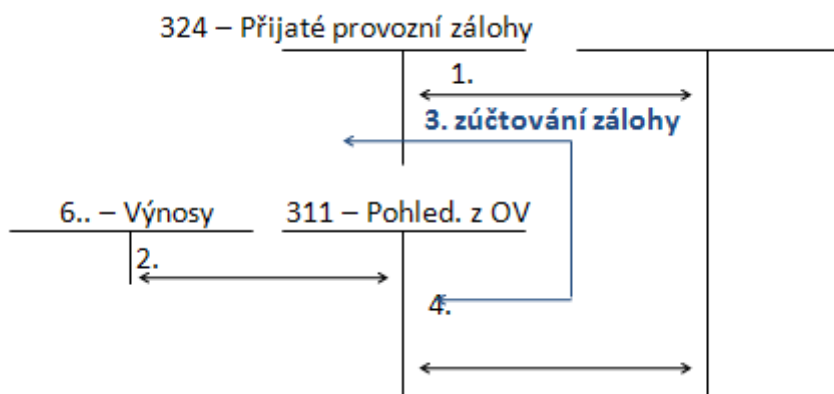 324 – Přijaté provozní zálohy
1.
3. zúčtování zálohy
6.. – Výnosy
311 – Pohled. z OV
2.
4.